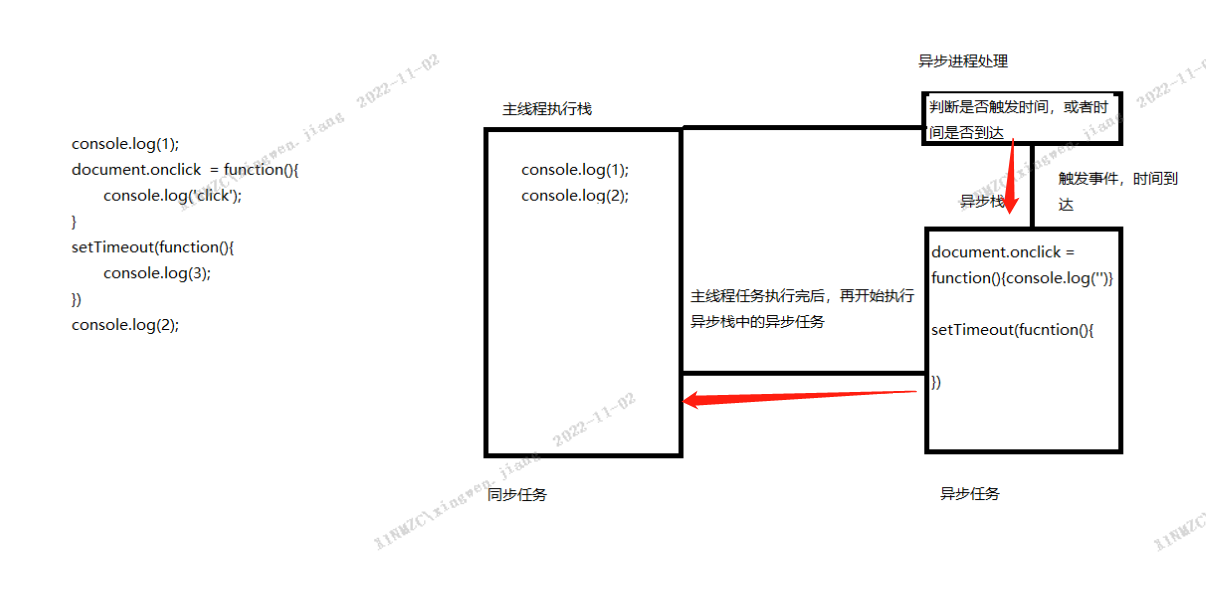 console.log(1);
document.onclick = function(){
console.log('click');
}
setTimeout(function(){
console.log(3);
})
console.log(2);
主线程执行栈
console.log(1);
console.log(2);
同步任务
主线程任务执行完后，再开始执行
异步栈中的异步任务
异步进程处理
判断是否触发时间，或者时
间是否到达
触发事件，时间到
达
异步栈
document.onclick =
function(){console.log('')}
setTimeout(fucntion(){
})
异步任务
xingwen.jiang 2022-11-02
xingwen.jiang 2022-11-02
jiang 2022-11-0